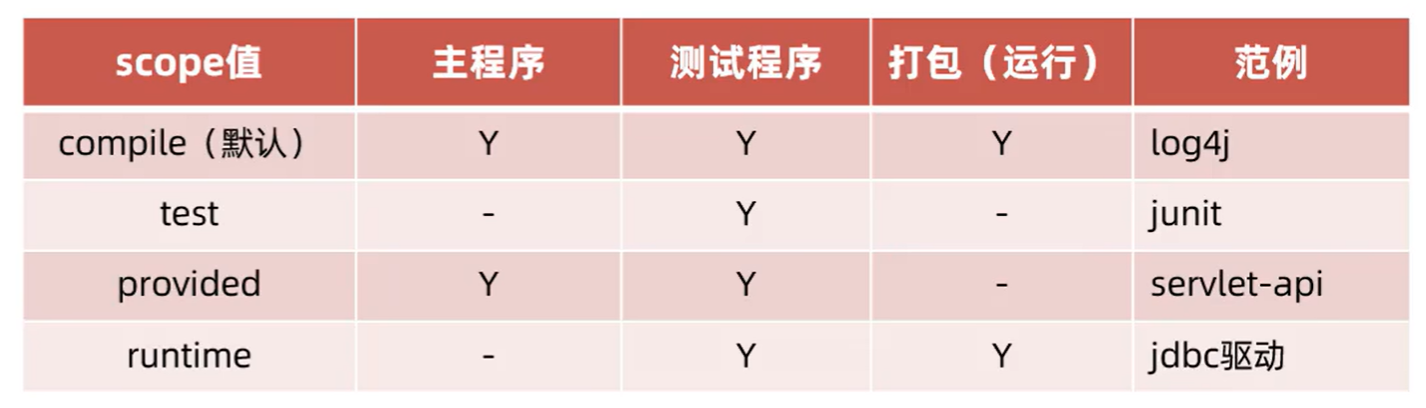 scope值 主程序 测试程序 打包（运行） 范例
compile（默认） Y Y Y log4j
test - Y - junit
provided Y Y - servlet-api
runtime - Y Y jdbc驱动